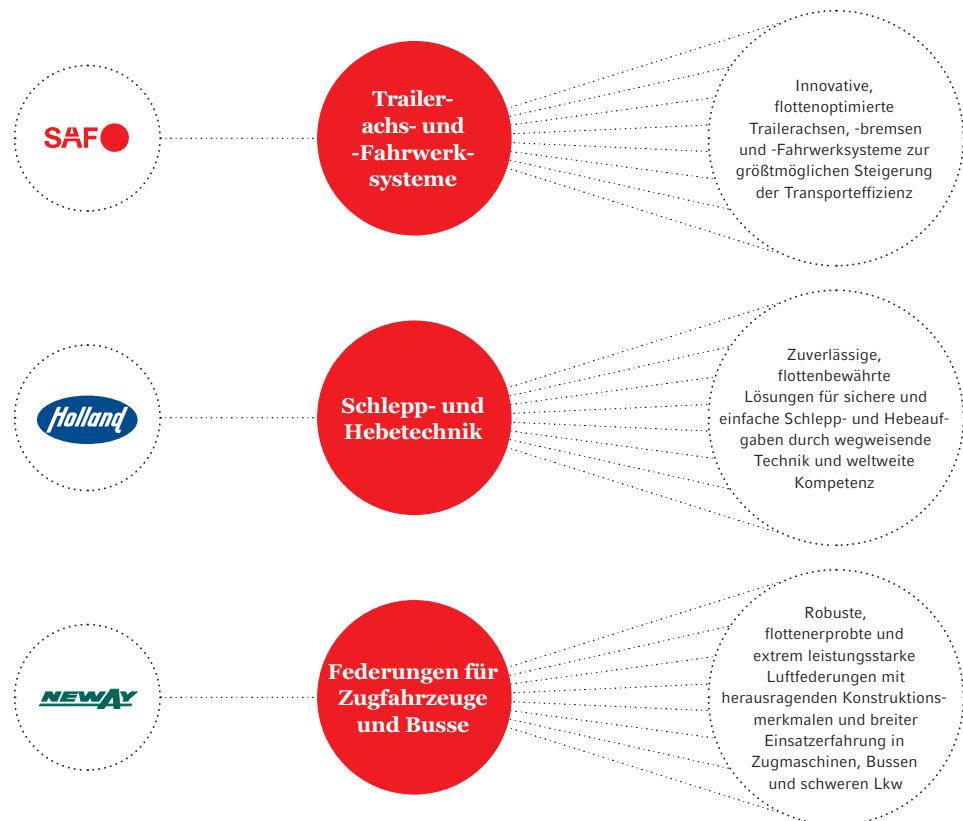 SAF
Trailer-
achs- und
-Fahrwerk-
systeme
Innovative,
flottenoptimierte
Trailerachsen, -bremsen
und -Fahrwerksysteme zur
größtmöglichen Steigerung
der Transporteffizienz
Holland
Schlepp- und
Hebetechnik
Zuverlässige,
flottenbewährte
Lösungen für sichere und
einfache Schlepp- und Hebeauf-
gaben durch wegweisende
Technik und weltweite
Kompetenz
NEWAY
Federungen für
Zugfahrzeuge
und Busse
Robuste,
flottenerprobte und
extrem leistungsstarke
Luftfederungen mit
herausragenden Konstruktions-
merkmalen und breiter
Einsatzerfahrung in
Zugmaschinen, Bussen
und schweren Lkw